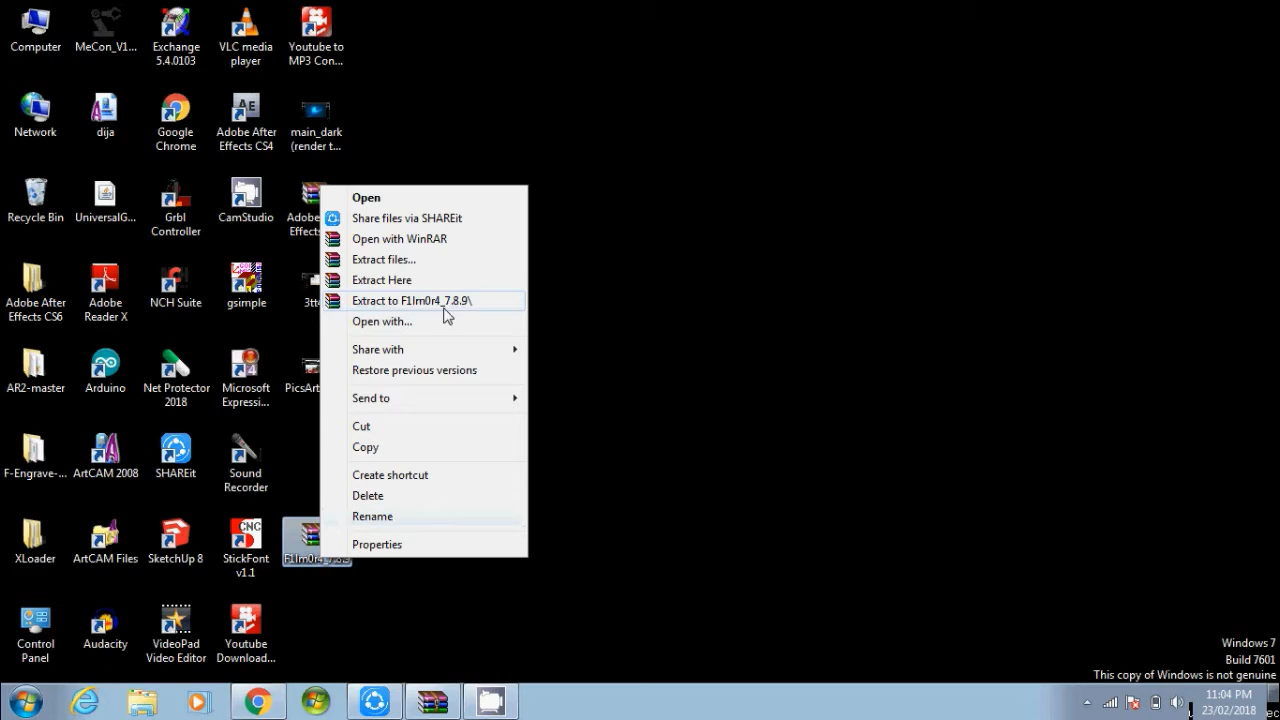 Computer
MeCon_V1...
Exchange
5.4.0103
VLC media
player
Youtube to
MP3 Con...
Network
dija
Google
Chrome
Adobe After
Effects CS4
main_dark
(render t...
Recycle Bin
UniversalG...
Grbl
Controller
CamStudio
Adobe
Effects
Adobe After
Effects CS6
Adobe
Reader X
NCH Suite
gsimple
3tt
AR2-master
Arduino
Net Protector
2018
Microsoft
Expressi...
PicsArt
F-Engrave-...
ArtCAM 2008
SHAREit
Sound
Recorder
XLoader
ArtCAM Files
SketchUp 8
CNC
StickFont
v1.1
F1lm0r4_7.8.9
Control
Panel
Audacity
VideoPad
Video Editor
Youtube
Download...
Open
Share files via SHAREit
Open with WinRAR
Extract files...
Extract Here
Extract to F1lm0r4_7.8.9\
Open with...
Share with
Restore previous versions
Send to
Cut
Copy
Create shortcut
Delete
Rename
Properties
Windows 7
Build 7601
This copy of Windows is not genuine
11:04 PM
23/02/2018